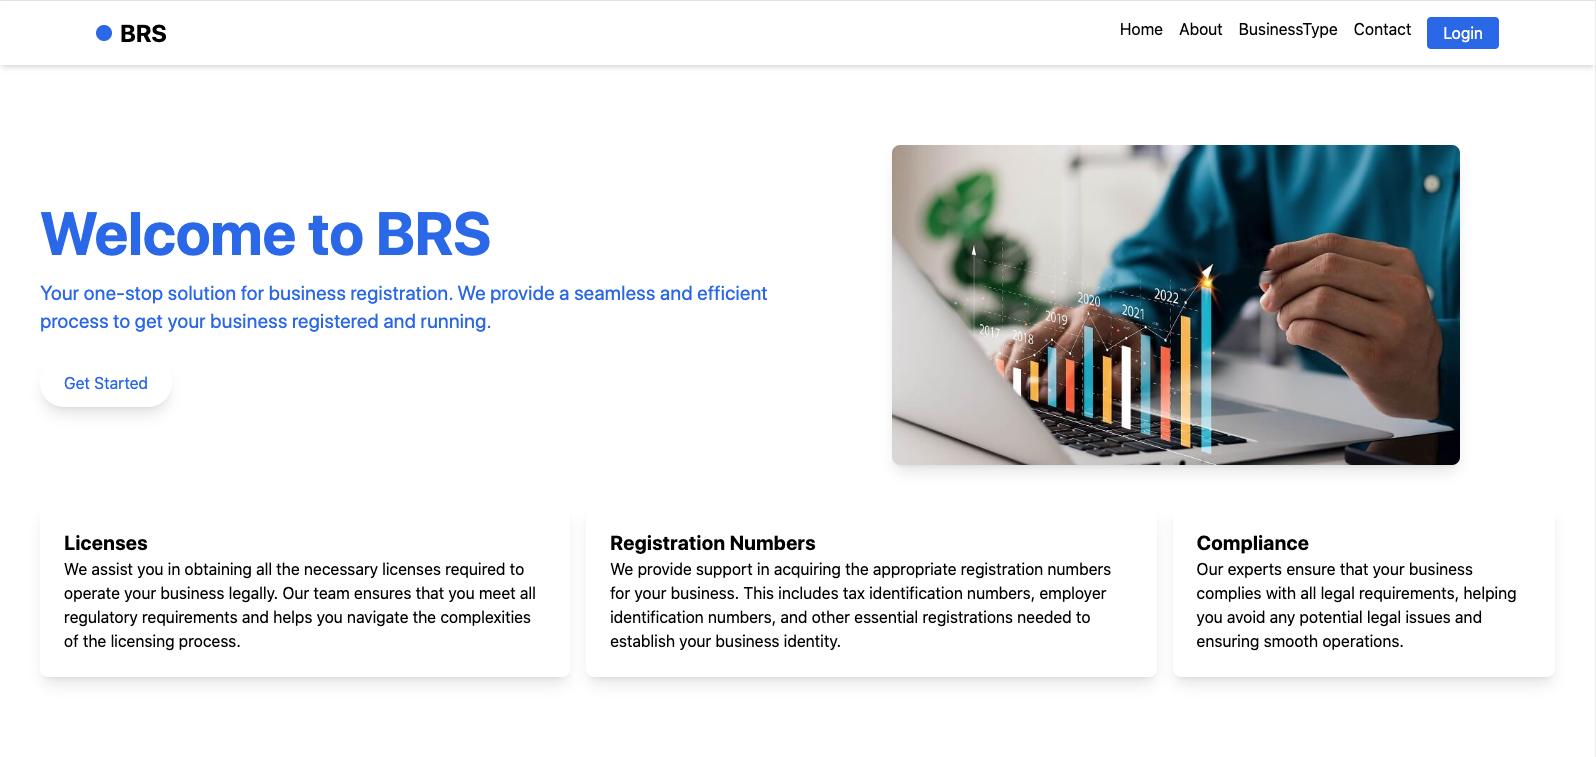 BRS
Home About BusinessType Contact Login
Welcome to BRS
Your one-stop solution for business registration. We provide a seamless and efficient
process to get your business registered and running.
Get Started
2017
2018
2019
2020
2021
2022
Licenses
We assist you in obtaining all the necessary licenses required to
operate your business legally. Our team ensures that you meet all
regulatory requirements and helps you navigate the complexities
of the licensing process.
Registration Numbers
We provide support in acquiring the appropriate registration numbers
for your business. This includes tax identification numbers, employer
identification numbers, and other essential registrations needed to
establish your business identity.
Compliance
Our experts ensure that your business
complies with all legal requirements, helping
you avoid any potential legal issues and
ensuring smooth operations.